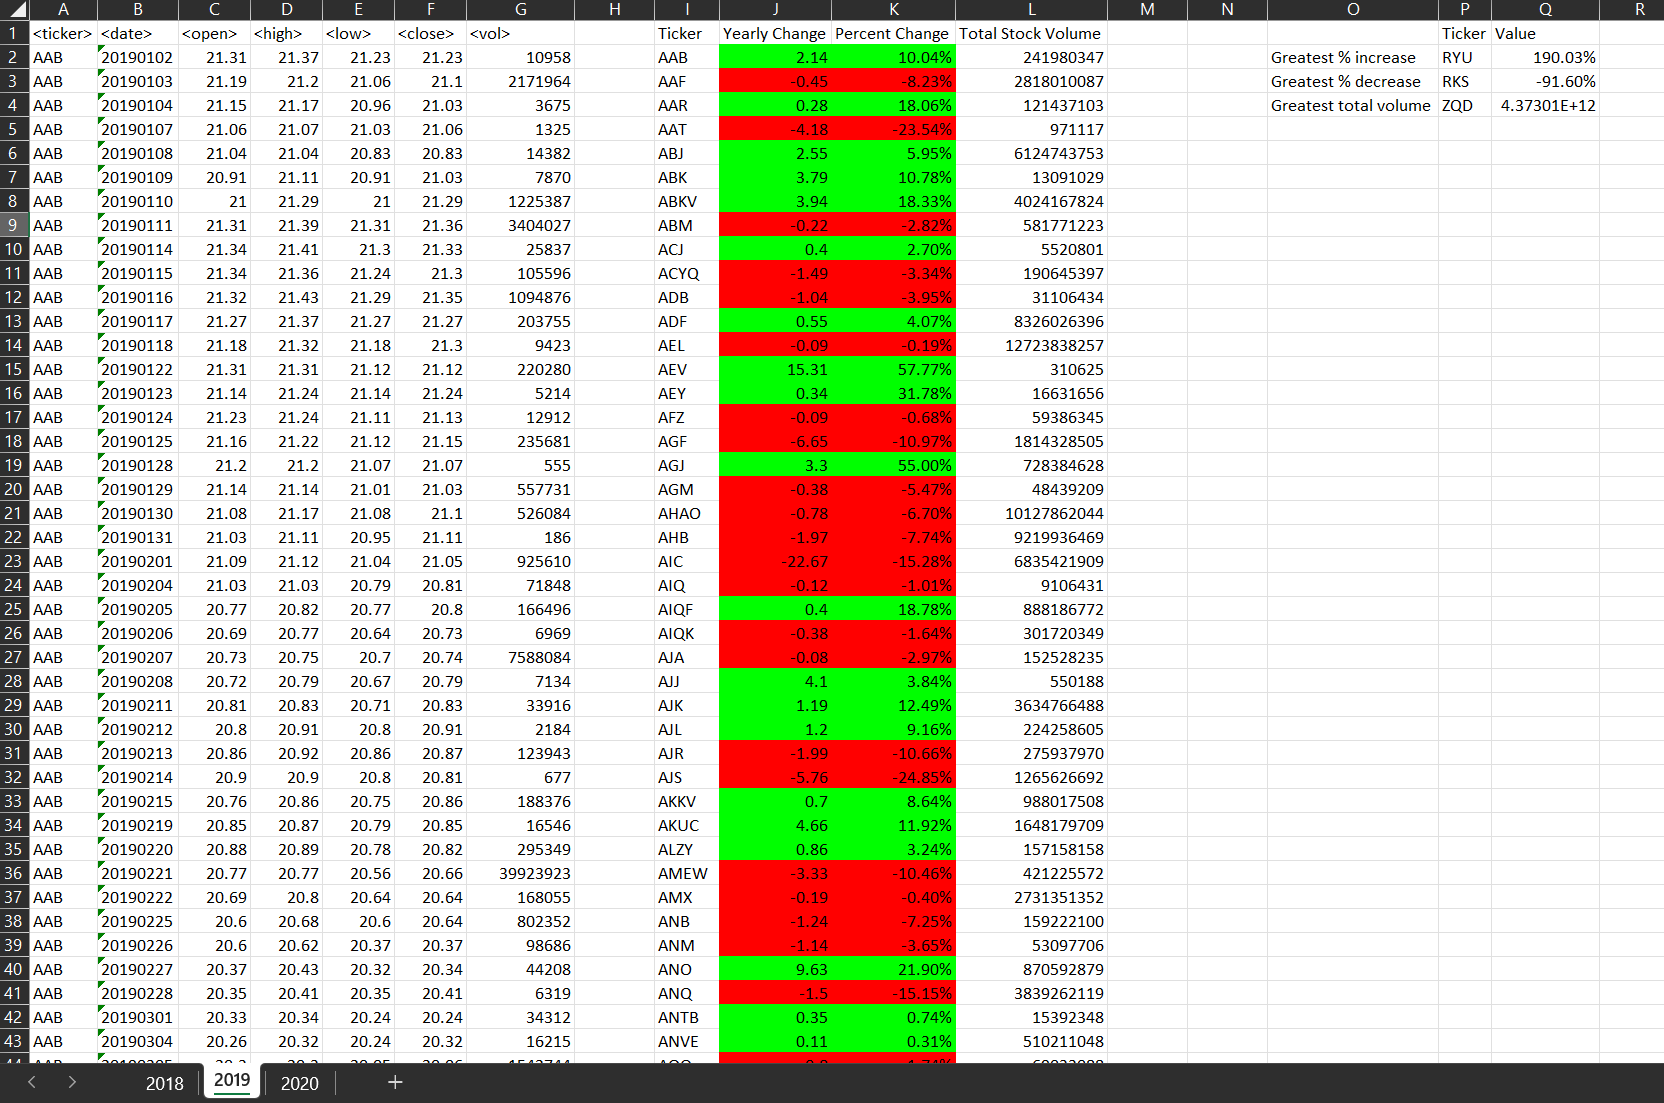 A B C D E F G H I J K L M N O P Q R
1 <ticker> <date> <open> <high> <low> <close> <vol> Ticker Yearly Change Percent Change Total Stock Volume Ticker Value
2 AAB 20190102 21.31 21.37 21.23 21.23 10958 AAB 2.14 10.04% 241980347 Greatest % increase RYU 190.03%
3 AAB 20190103 21.19 21.2 21.06 21.1 2171964 AAF -0.45 -8.23% 2818010087 Greatest % decrease RKS -91.60%
4 AAB 20190104 21.15 21.17 20.96 21.03 3675 AAR 0.28 18.06% 121437103 Greatest total volume ZQD 4.37301E+12
5 AAB 20190107 21.06 21.07 21.03 21.06 1325 AAT -4.18 -23.54% 971117
6 AAB 20190108 21.04 21.04 20.83 20.83 14382 ABJ 2.55 5.95% 6124743753
7 AAB 20190109 20.91 21.11 20.91 21.03 7870 ABK 3.79 10.78% 13091029
8 AAB 20190110 21 21.29 21 21.29 1225387 ABKV 3.94 18.33% 4024167824
9 AAB 20190111 21.31 21.39 21.31 21.36 3404027 ABM -0.22 -2.82% 581771223
10 AAB 20190114 21.34 21.41 21.3 21.33 25837 ACJ 0.4 2.70% 5520801
11 AAB 20190115 21.34 21.36 21.24 21.3 105596 ACYQ -1.49 -3.34% 190645397
12 AAB 20190116 21.32 21.43 21.29 21.35 1094876 ADB -1.04 -3.95% 31106434
13 AAB 20190117 21.27 21.37 21.27 21.27 203755 ADF 0.55 4.07% 8326026396
14 AAB 20190118 21.18 21.32 21.18 21.3 9423 AEL -0.09 -0.19% 12723838257
15 AAB 20190122 21.31 21.31 21.12 21.12 220280 AEV 15.31 57.77% 310625
16 AAB 20190123 21.14 21.24 21.14 21.24 5214 AEY 0.34 31.78% 16631656
17 AAB 20190124 21.23 21.24 21.11 21.13 12912 AFZ -0.09 -0.68% 59386345
18 AAB 20190125 21.16 21.22 21.12 21.15 235681 AGF -6.65 -10.97% 1814328505
19 AAB 20190128 21.2 21.2 21.07 21.07 555 AGJ 3.3 55.00% 728384628
20 AAB 20190129 21.14 21.14 21.01 21.03 557731 AGM -0.38 -5.47% 48439209
21 AAB 20190130 21.08 21.17 21.08 21.1 526084 AHAO -0.78 -6.70% 10127862044
22 AAB 20190131 21.03 21.11 20.95 21.11 186 AHB -1.97 -7.74% 9219936469
23 AAB 20190201 21.09 21.12 21.04 21.05 925610 AIC -22.67 -15.28% 6835421909
24 AAB 20190204 21.03 21.03 20.79 20.81 71848 AIQ -0.12 -1.01% 9106431
25 AAB 20190205 20.77 20.82 20.77 20.8 166496 AIQF 0.4 18.78% 888186772
26 AAB 20190206 20.69 20.77 20.64 20.73 6969 AIQK -0.38 -1.64% 301720349
27 AAB 20190207 20.73 20.75 20.7 20.74 7588084 AJA -0.08 -2.97% 152528235
28 AAB 20190208 20.72 20.79 20.67 20.79 7134 AJJ 4.1 3.84% 550188
29 AAB 20190211 20.81 20.83 20.71 20.83 33916 AJK 1.19 12.49% 3634766488
30 AAB 20190212 20.8 20.91 20.8 20.91 2184 AJL 1.2 9.16% 224258605
31 AAB 20190213 20.86 20.92 20.86 20.87 123943 AJR -1.99 -10.66% 275937970
32 AAB 20190214 20.9 20.9 20.8 20.81 677 AJS -5.76 -24.85% 1265626692
33 AAB 20190215 20.76 20.86 20.75 20.86 188376 AKKV 0.7 8.64% 988017508
34 AAB 20190219 20.85 20.87 20.79 20.85 16546 AKUC 4.66 11.92% 1648179709
35 AAB 20190220 20.88 20.89 20.78 20.82 295349 ALZY 0.86 3.24% 157158158
36 AAB 20190221 20.77 20.77 20.56 20.66 39923923 AMEW -3.33 -10.46% 421225572
37 AAB 20190222 20.69 20.8 20.64 20.64 168055 AMX -0.19 -0.40% 2731351352
38 AAB 20190225 20.6 20.68 20.6 20.64 802352 ANB -1.24 -7.25% 159222100
39 AAB 20190226 20.6 20.62 20.37 20.37 98686 ANM -1.14 -3.65% 53097706
40 AAB 20190227 20.37 20.43 20.32 20.34 44208 ANO 9.63 21.90% 870592879
41 AAB 20190228 20.35 20.41 20.35 20.41 6319 ANQ -1.5 -15.15% 3839262119
42 AAB 20190301 20.33 20.34 20.24 20.24 34312 ANTB 0.35 0.74% 15392348
43 AAB 20190304 20.26 20.32 20.24 20.32 16215 ANVE 0.11 0.31% 510211048
2018 2019 2020